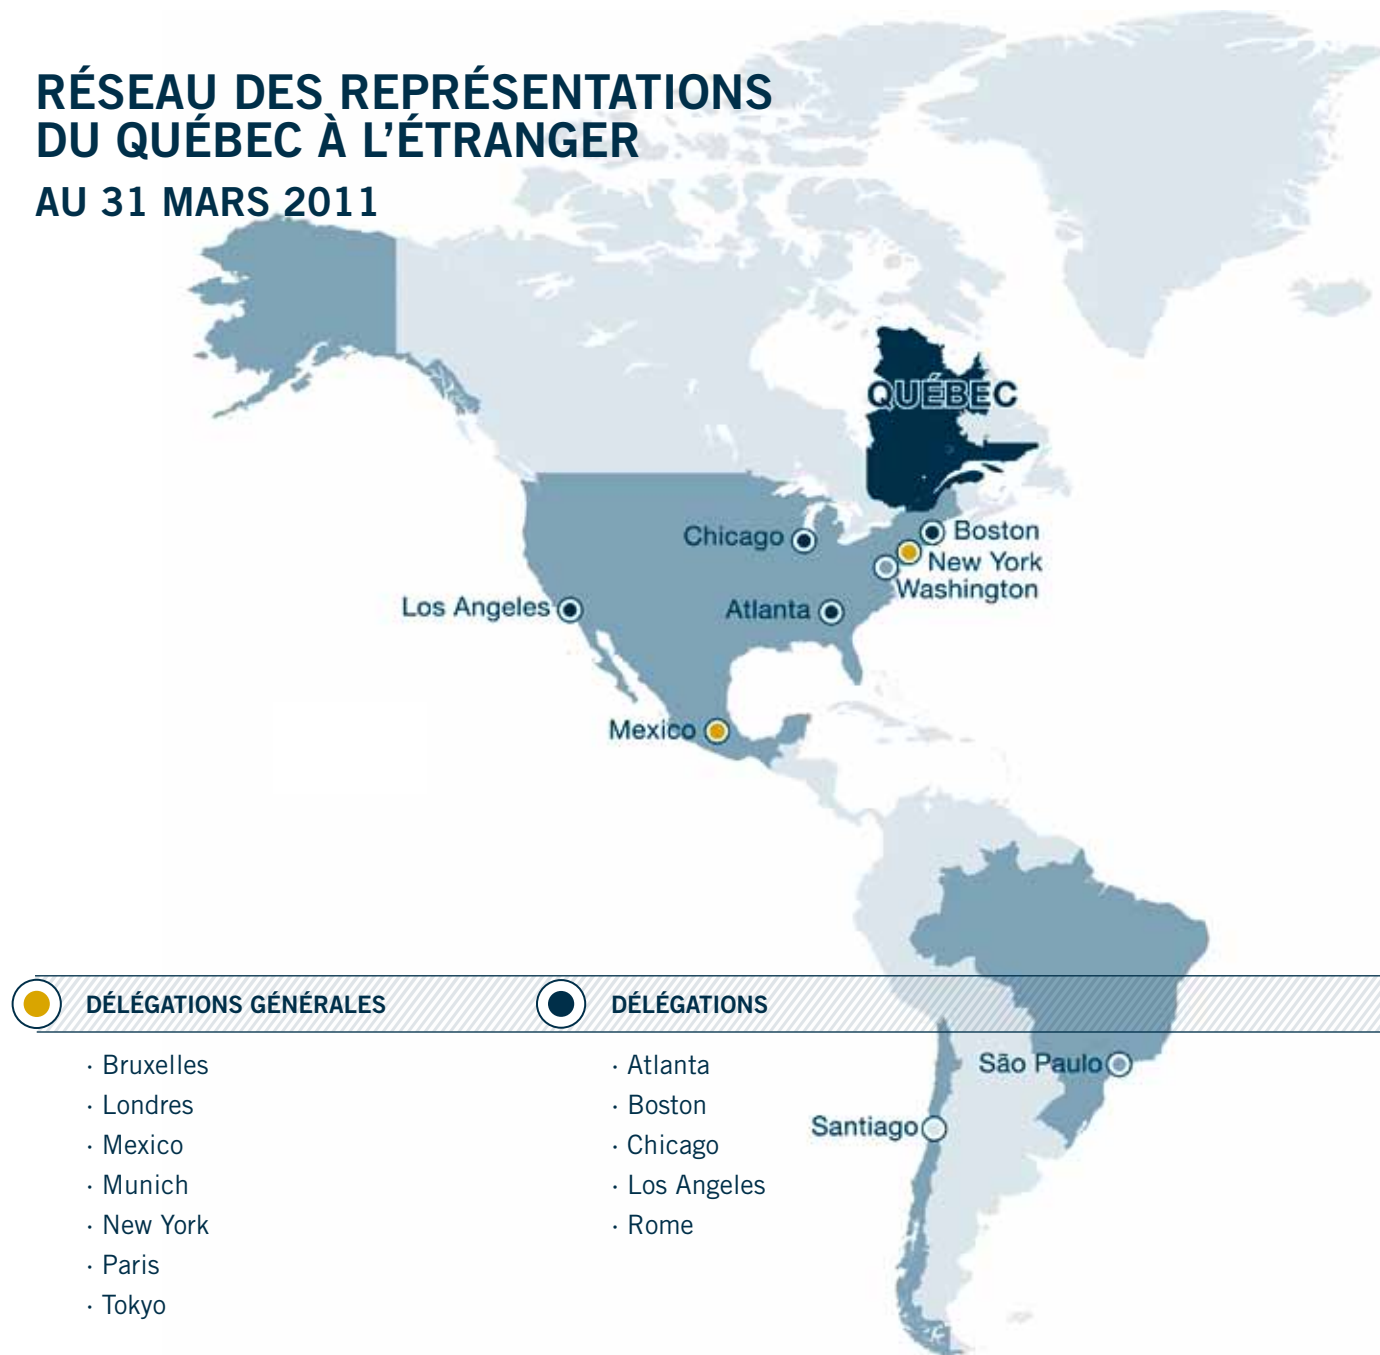 RÉSEAU DES REPRÉSENTATIONS
DU QUÉBEC À L'ÉTRANGER
AU 31 MARS 2011
QUÉBEC
Chicago
Boston
New York
Washington
Los Angeles
Atlanta
Mexico
DÉLÉGATIONS GÉNÉRALES
· Bruxelles
· Londres
· Mexico
· Munich
· New York
· Paris
· Tokyo
DÉLÉGATIONS
· Atlanta
· Boston
· Chicago
· Los Angeles
· Rome
São Paulo
Santiago